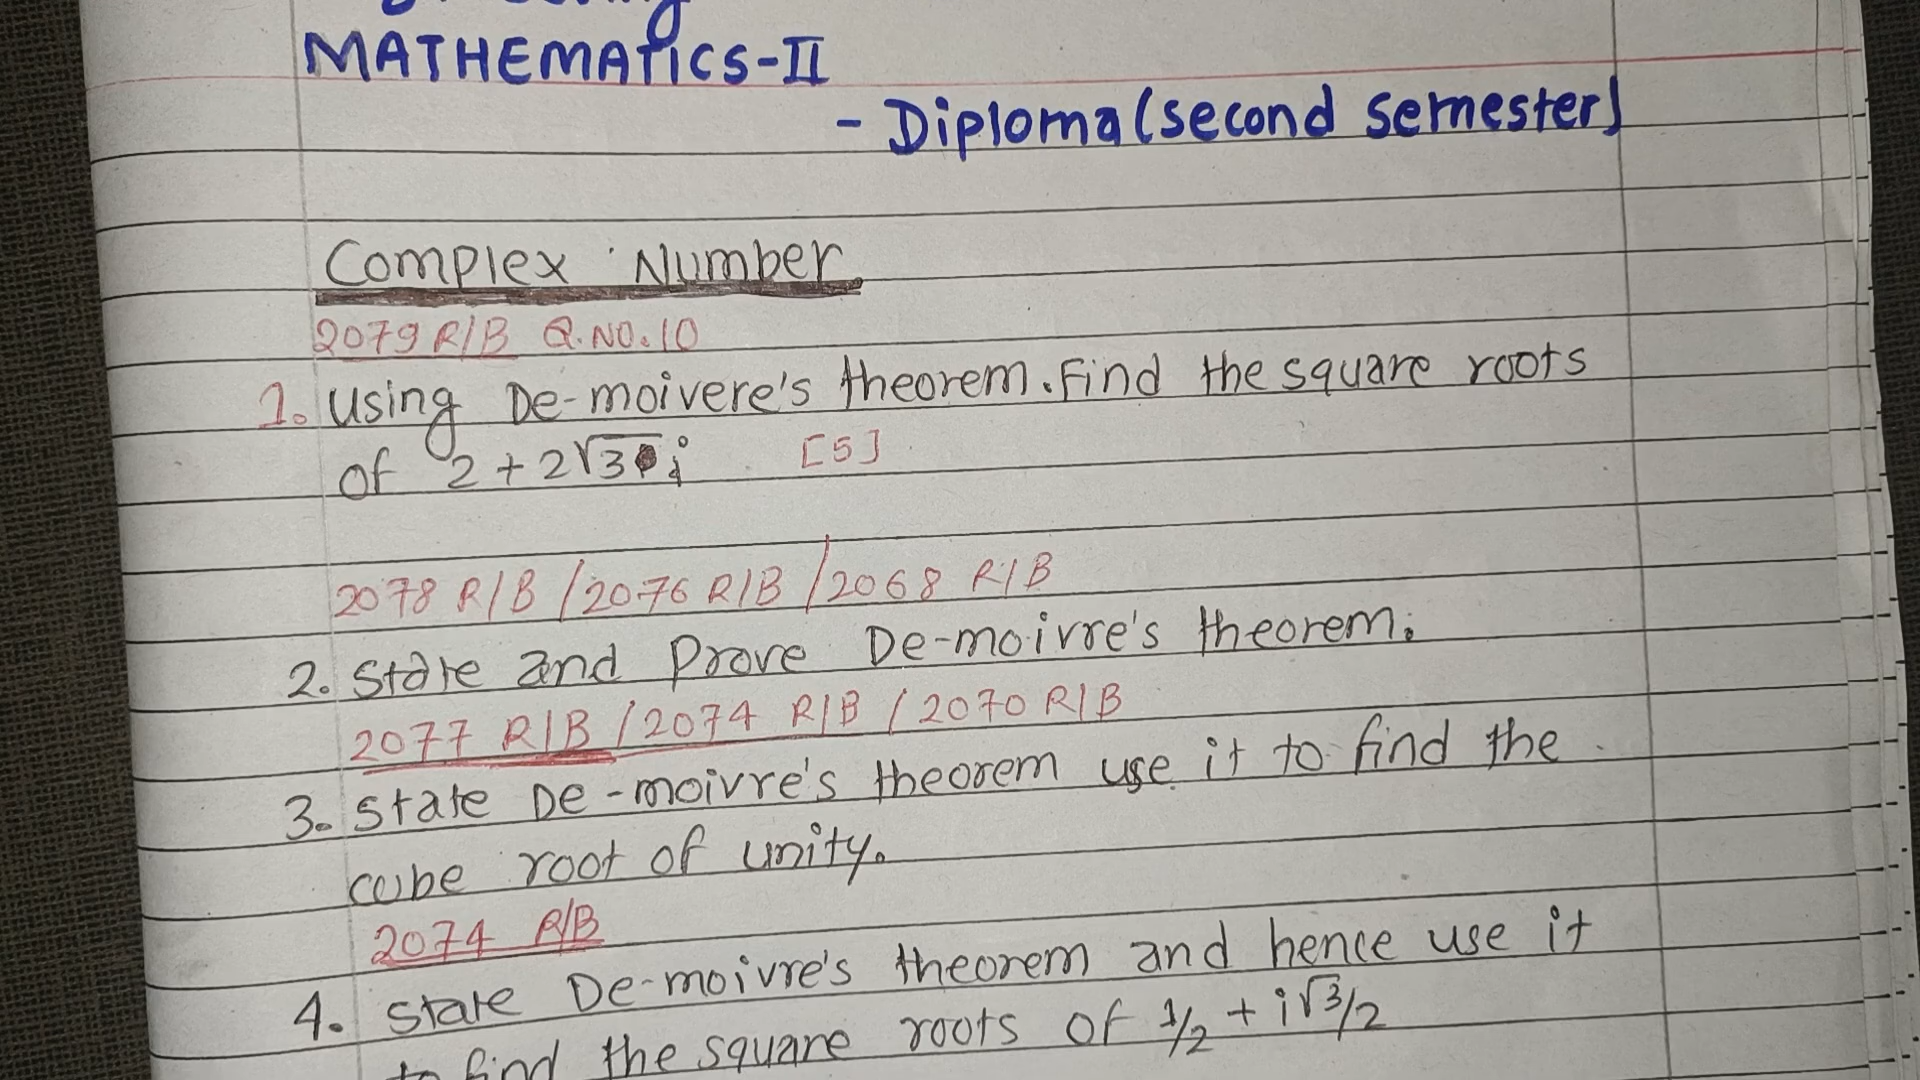 MATHEMATICS-II
- Diploma (second semester)
Complex Number
2079 R/B Q.NO.10
1. Using De-moivere's theorem. Find the square roots
of 2 + 2√3 i [5]
2078 R/B / 2076 R/B / 2068 R/B
2. State and Prove De-moivre's theorem.
2077 R/B / 2074 R/B / 2070 R/B
3. State De-moivre's theorem use it to find the
cube root of unity.
2074 R/B
4. State De-moivre's theorem and hence use it
to find the square roots of 1/2 + i√3/2